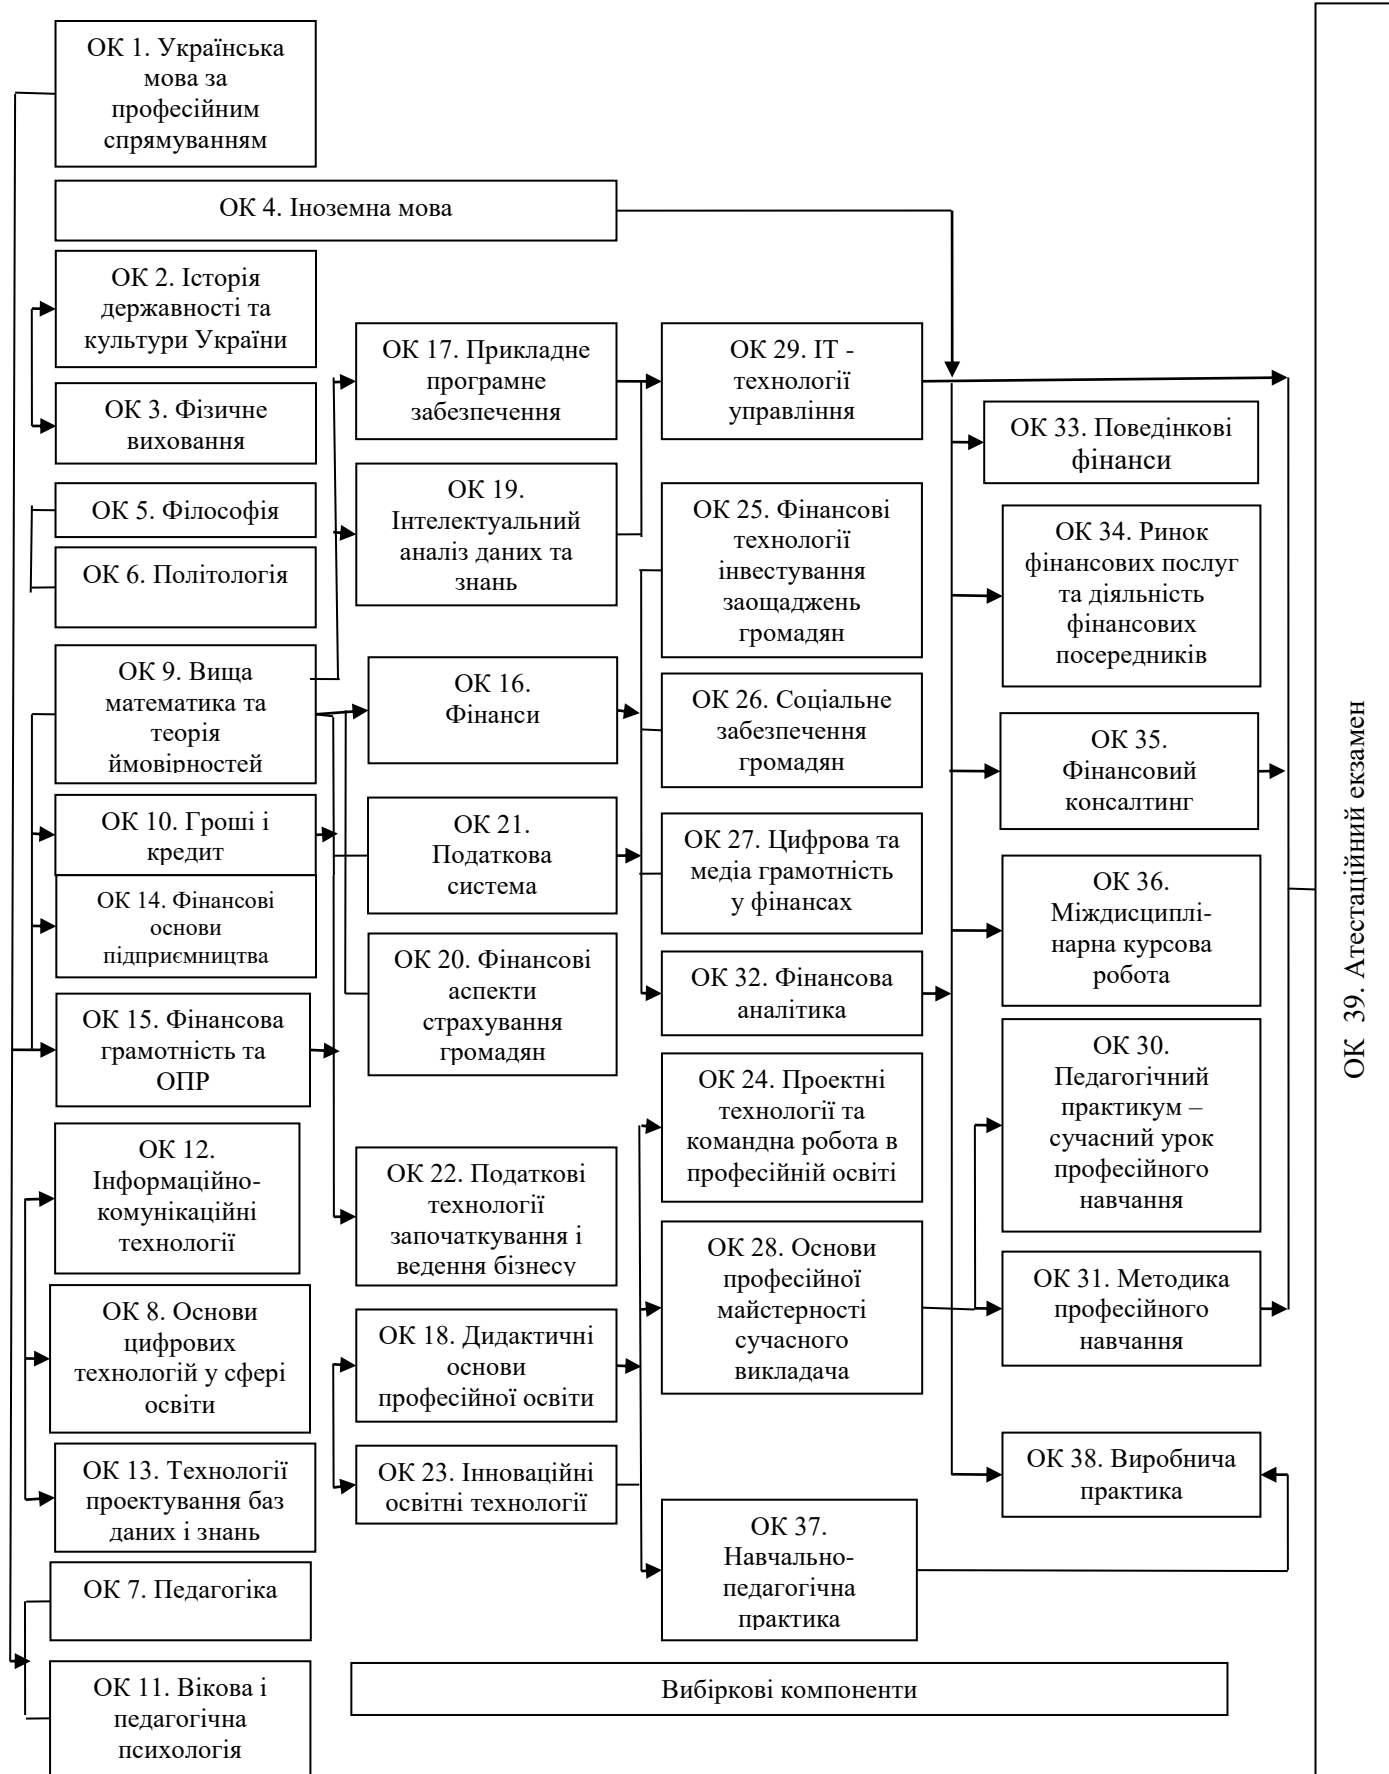 ОК 1. Українська
мова за
професійним
спрямуванням
ОК 4. Іноземна мова
ОК 2. Історія
державності та
культури України
ОК 3. Фізичне
виховання
ОК 5. Філософія
ОК 6. Політологія
ОК 9. Вища
математика та
теорія
ймовірностей
ОК 10. Гроші і
кредит
ОК 14. Фінансові
основи
підприємництва
ОК 15. Фінансова
грамотність та
ОПР
ОК 12.
Інформаційно-
комунікаційні
технології
ОК 8. Основи
цифрових
технологій у сфері
освіти
ОК 13. Технології
проектування баз
даних і знань
ОК 7. Педагогіка
ОК 11. Вікова і
педагогічна
психологія
ОК 17. Прикладне
програмне
забезпечення
ОК 19.
Інтелектуальний
аналіз даних та
знань
ОК 16.
Фінанси
ОК 21.
Податкова
система
ОК 20. Фінансові
аспекти
страхування
громадян
ОК 22. Податкові
технології
започаткування і
ведення бізнесу
ОК 18. Дидактичні
основи
професійної освіти
ОК 23. Інноваційні
освітні технології
ОК 29. ІТ -
технології
управління
ОК 25. Фінансові
технології
інвестування
заощаджень
громадян
ОК 26. Соціальне
забезпечення
громадян
ОК 27. Цифрова та
медіа грамотність
у фінансах
ОК 32. Фінансова
аналітика
ОК 24. Проектні
технології та
командна робота в
професійній освіті
ОК 28. Основи
професійної
майстерності
сучасного
викладача
ОК 37.
Навчально-
педагогічна
практика
ОК 33. Поведінкові
фінанси
ОК 34. Ринок
фінансових послуг
та діяльність
фінансових
посередників
ОК 35.
Фінансовий
консалтинг
ОК 36.
Міждисциплі-
нарна курсова
робота
ОК 30.
Педагогічний
практикум –
сучасний урок
професійного
навчання
ОК 31. Методика
професійного
навчання
ОК 38. Виробнича
практика
Вибіркові компоненти
ОК 39. Атестаційний екзамен